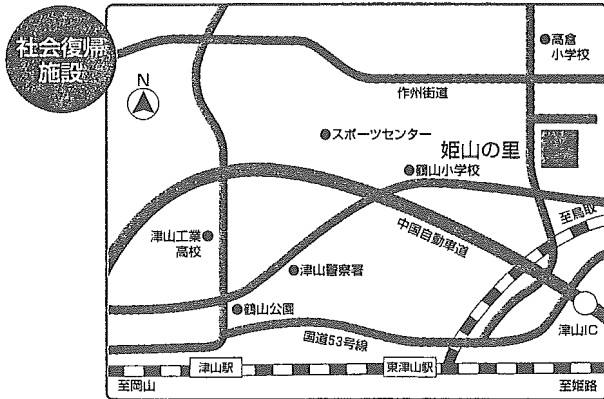 社会復帰
施設
N
高倉
小学校
作州街道
スポーツセンター
姫山の里
鶴山小学校
至鳥取
津山工業
高校
中国自動車道
津山警察署
鶴山公園
国道53号線
津山IC
津山駅
東津山駅
至岡山
至姫路